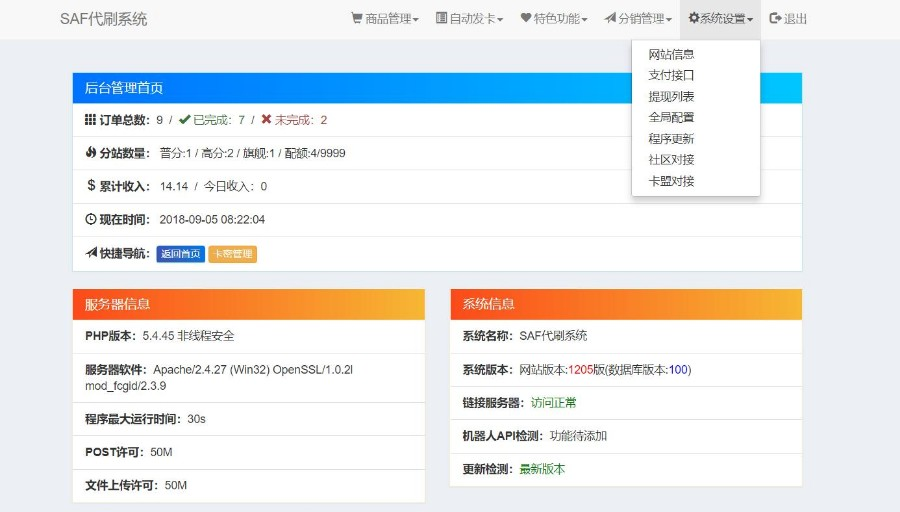 SAF代刷系统
商品管理 自动发卡 特色功能 分销管理 系统设置 退出
网站信息
支付接口
提现列表
全局配置
程序更新
社区对接
卡盟对接
后台管理首页
订单总数：9 / 已完成：7 / 未完成：2
分站数量： 普分:1 / 高分:2 / 旗舰:1 / 配额:4/9999
累计收入： 14.14 / 今日收入：0
现在时间： 2018-09-05 08:22:04
快捷导航： 返回首页 卡密管理
服务器信息
PHP版本：5.4.45 非线程安全
服务器软件：Apache/2.4.27 (Win32) OpenSSL/1.0.2l
mod_fcgid/2.3.9
程序最大运行时间：30s
POST许可：50M
文件上传许可：50M
系统信息
系统名称：SAF代刷系统
系统版本：网站版本:1205版(数据库版本:100)
链接服务器：访问正常
机器人API检测：功能待添加
更新检测：最新版本